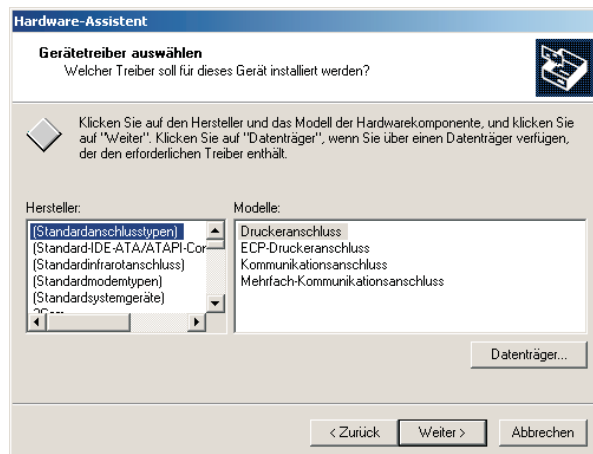 Hardware-Assistent
Gerätetreiber auswählen
Welcher Treiber soll für dieses Gerät installiert werden?
Klicken Sie auf den Hersteller und das Modell der Hardwarekomponente, und klicken Sie
auf "Weiter". Klicken Sie auf "Datenträger", wenn Sie über einen Datenträger verfügen,
der den erforderlichen Treiber enthält.
Hersteller:
(Standardanschlusstypen)
(Standard-IDE-ATA/ATAPI-Cor
(Standardinfrarotanschluss)
(Standardmodemtypen)
(Standardsystemgeräte)
Modelle:
Druckeranschluss
ECP-Druckeranschluss
Kommunikationsanschluss
Mehrfach-Kommunikationsanschluss
Datenträger...
< Zurück Weiter > Abbrechen